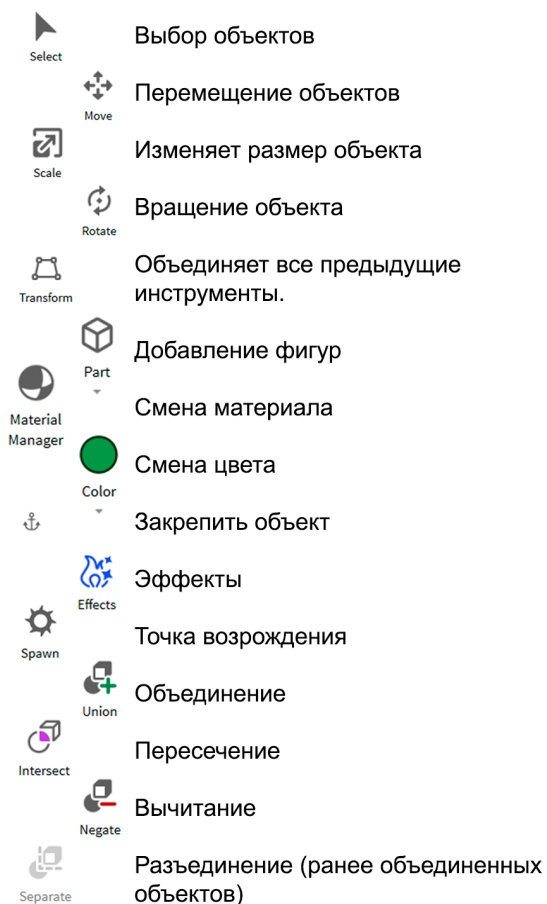 Select
Выбор объектов
Move
Перемещение объектов
Scale
Изменяет размер объекта
Rotate
Вращение объекта
Transform
Объединяет все предыдущие
инструменты.
Part
Добавление фигур
Material
Manager
Смена материала
Color
Смена цвета
Закрепить объект
Effects
Эффекты
Spawn
Точка возрождения
Union
Объединение
Intersect
Пересечение
Negate
Вычитание
Separate
Разъединение (ранее объединенных
объектов)